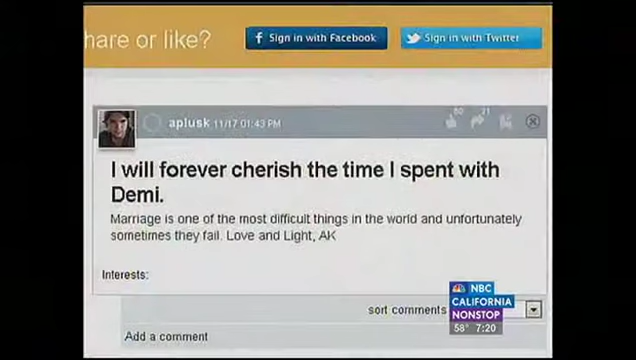 hare or like?
f Sign in with Facebook
Sign in with Twitter
aplusk 11/17 01:43 PM
I will forever cherish the time I spent with
Demi.
Marriage is one of the most difficult things in the world and unfortunately
sometimes they fail. Love and Light, AK
Interests:
sort comments
Add a comment
NBC
CALIFORNIA
NONSTOP
58° 7:20